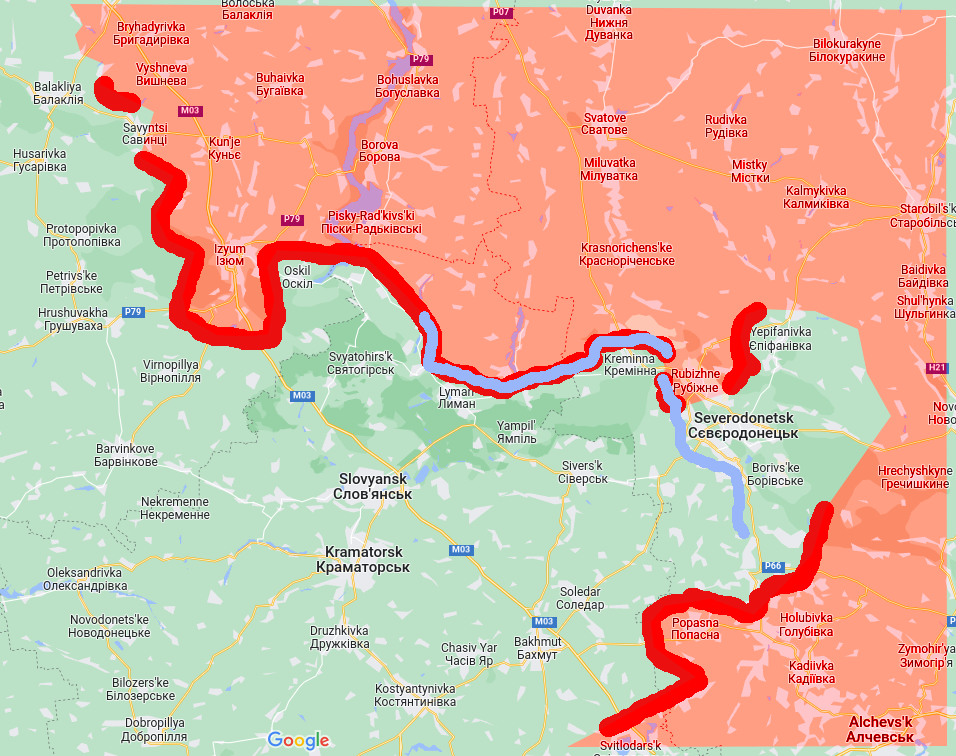 Волоська
Балаклія
P07
Duvanka
Нижня
Дуванка
Bryhadyrivka
Бригадирівка
Bilokurakyne
Білокуракине
P79
Vyshneva
Вишнева
Buhaivka
Бугаївка
Bohuslavka
Богуславка
Balakliya
Балаклія
M03
Savyntsi
Савинці
Svatove
Сватове
Rudivka
Рудівка
Kun'je
Куньє
Borova
Борова
Husarivka
Гусарівка
Miluvatka
Мілуватка
Mistky
Містки
Kalmykivka
Калмиківка
P79
Pisky-Rad'kivs'ki
Піски-Радьківські
Starobil's'k
Protopopivka
Протопопівка
Izyum
Ізюм
Krasnorichens'ke
Красноріченське
Oskil
Оскіл
Petrivs'ke
Петрівське
Baidivka
Байдівка
Hrushuvakha
Грушуваха
P79
Shul'hynka
Шульгинка
Yepifanivka
Єпіфанівка
Virnopillya
Вірнопілля
Svyatohirs'k
Святогірськ
Kreminna
Кремінна
Rubizhne
Рубіжне
H21
M03
Lyman
Лиман
Yampil'
Ямпіль
Severodonetsk
Сєвєродонецьк
Barvinkove
Барвінкове
Slovyansk
Слов'янськ
Sivers'k
Сіверськ
Borivs'ke
Борівське
Hrechyshkyne
Гречишкине
Nekremenne
Некременне
Kramatorsk
Краматорськ
M03
P66
Oleksandrivka
Олександрівка
Soledar
Соледар
Novodonets'ke
Новодонецьке
M03
Popasna
Попасна
Holubivka
Голубівка
Druzhkivka
Дружківка
Chasiv Yar
Часів Яр
Bakhmut
Бахмут
Zymohir'ya
Зимогір'я
Kadiivka
Кадіївка
Bilozers'ke
Білозерське
Kostyantynivka
Костянтинівка
Dobropillya
Добропілля
Google
Svitlodars'k
Alchevs'k
Алчевськ